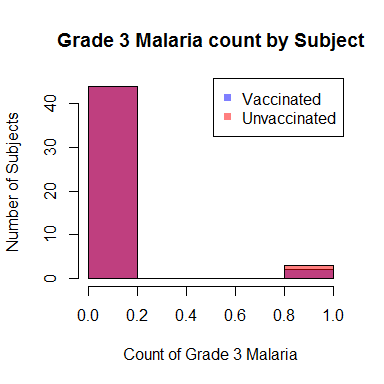 Grade 3 Malaria count by Subject
Vaccinated
Unvaccinated
Number of Subjects
40
30
20
10
0
0.0 0.2 0.4 0.6 0.8 1.0
Count of Grade 3 Malaria